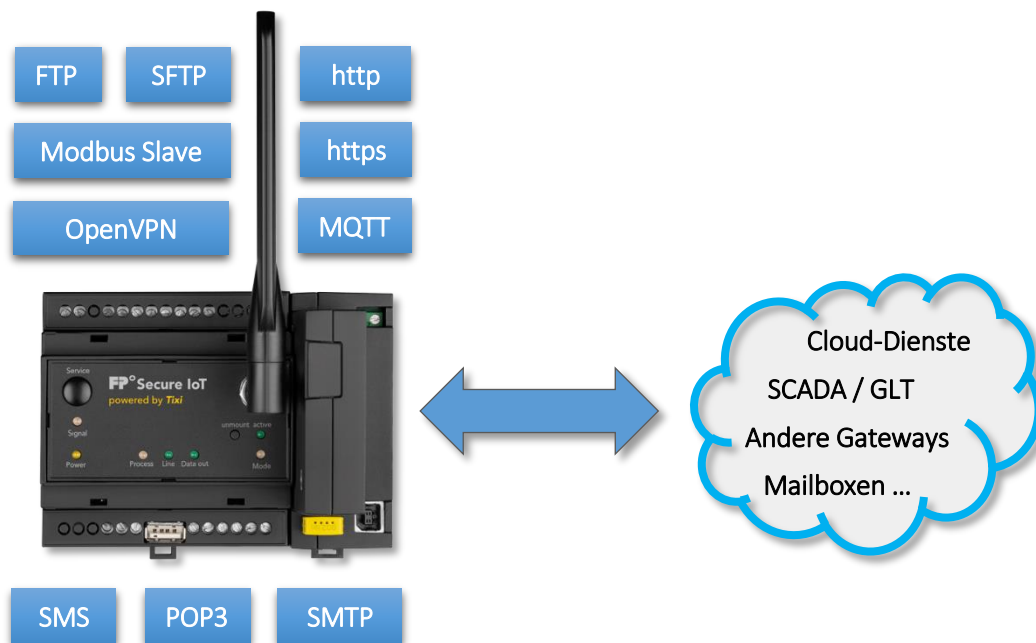 FTP
SFTP
http
Modbus Slave
https
OpenVPN
MQTT
Service
FP Secure IoT
powered by Tixi
Signal
unmount active
Power
Process
Line
Data out
Mode
Cloud-Dienste
SCADA / GLT
Andere Gateways
Mailboxen ...
SMS
POP3
SMTP